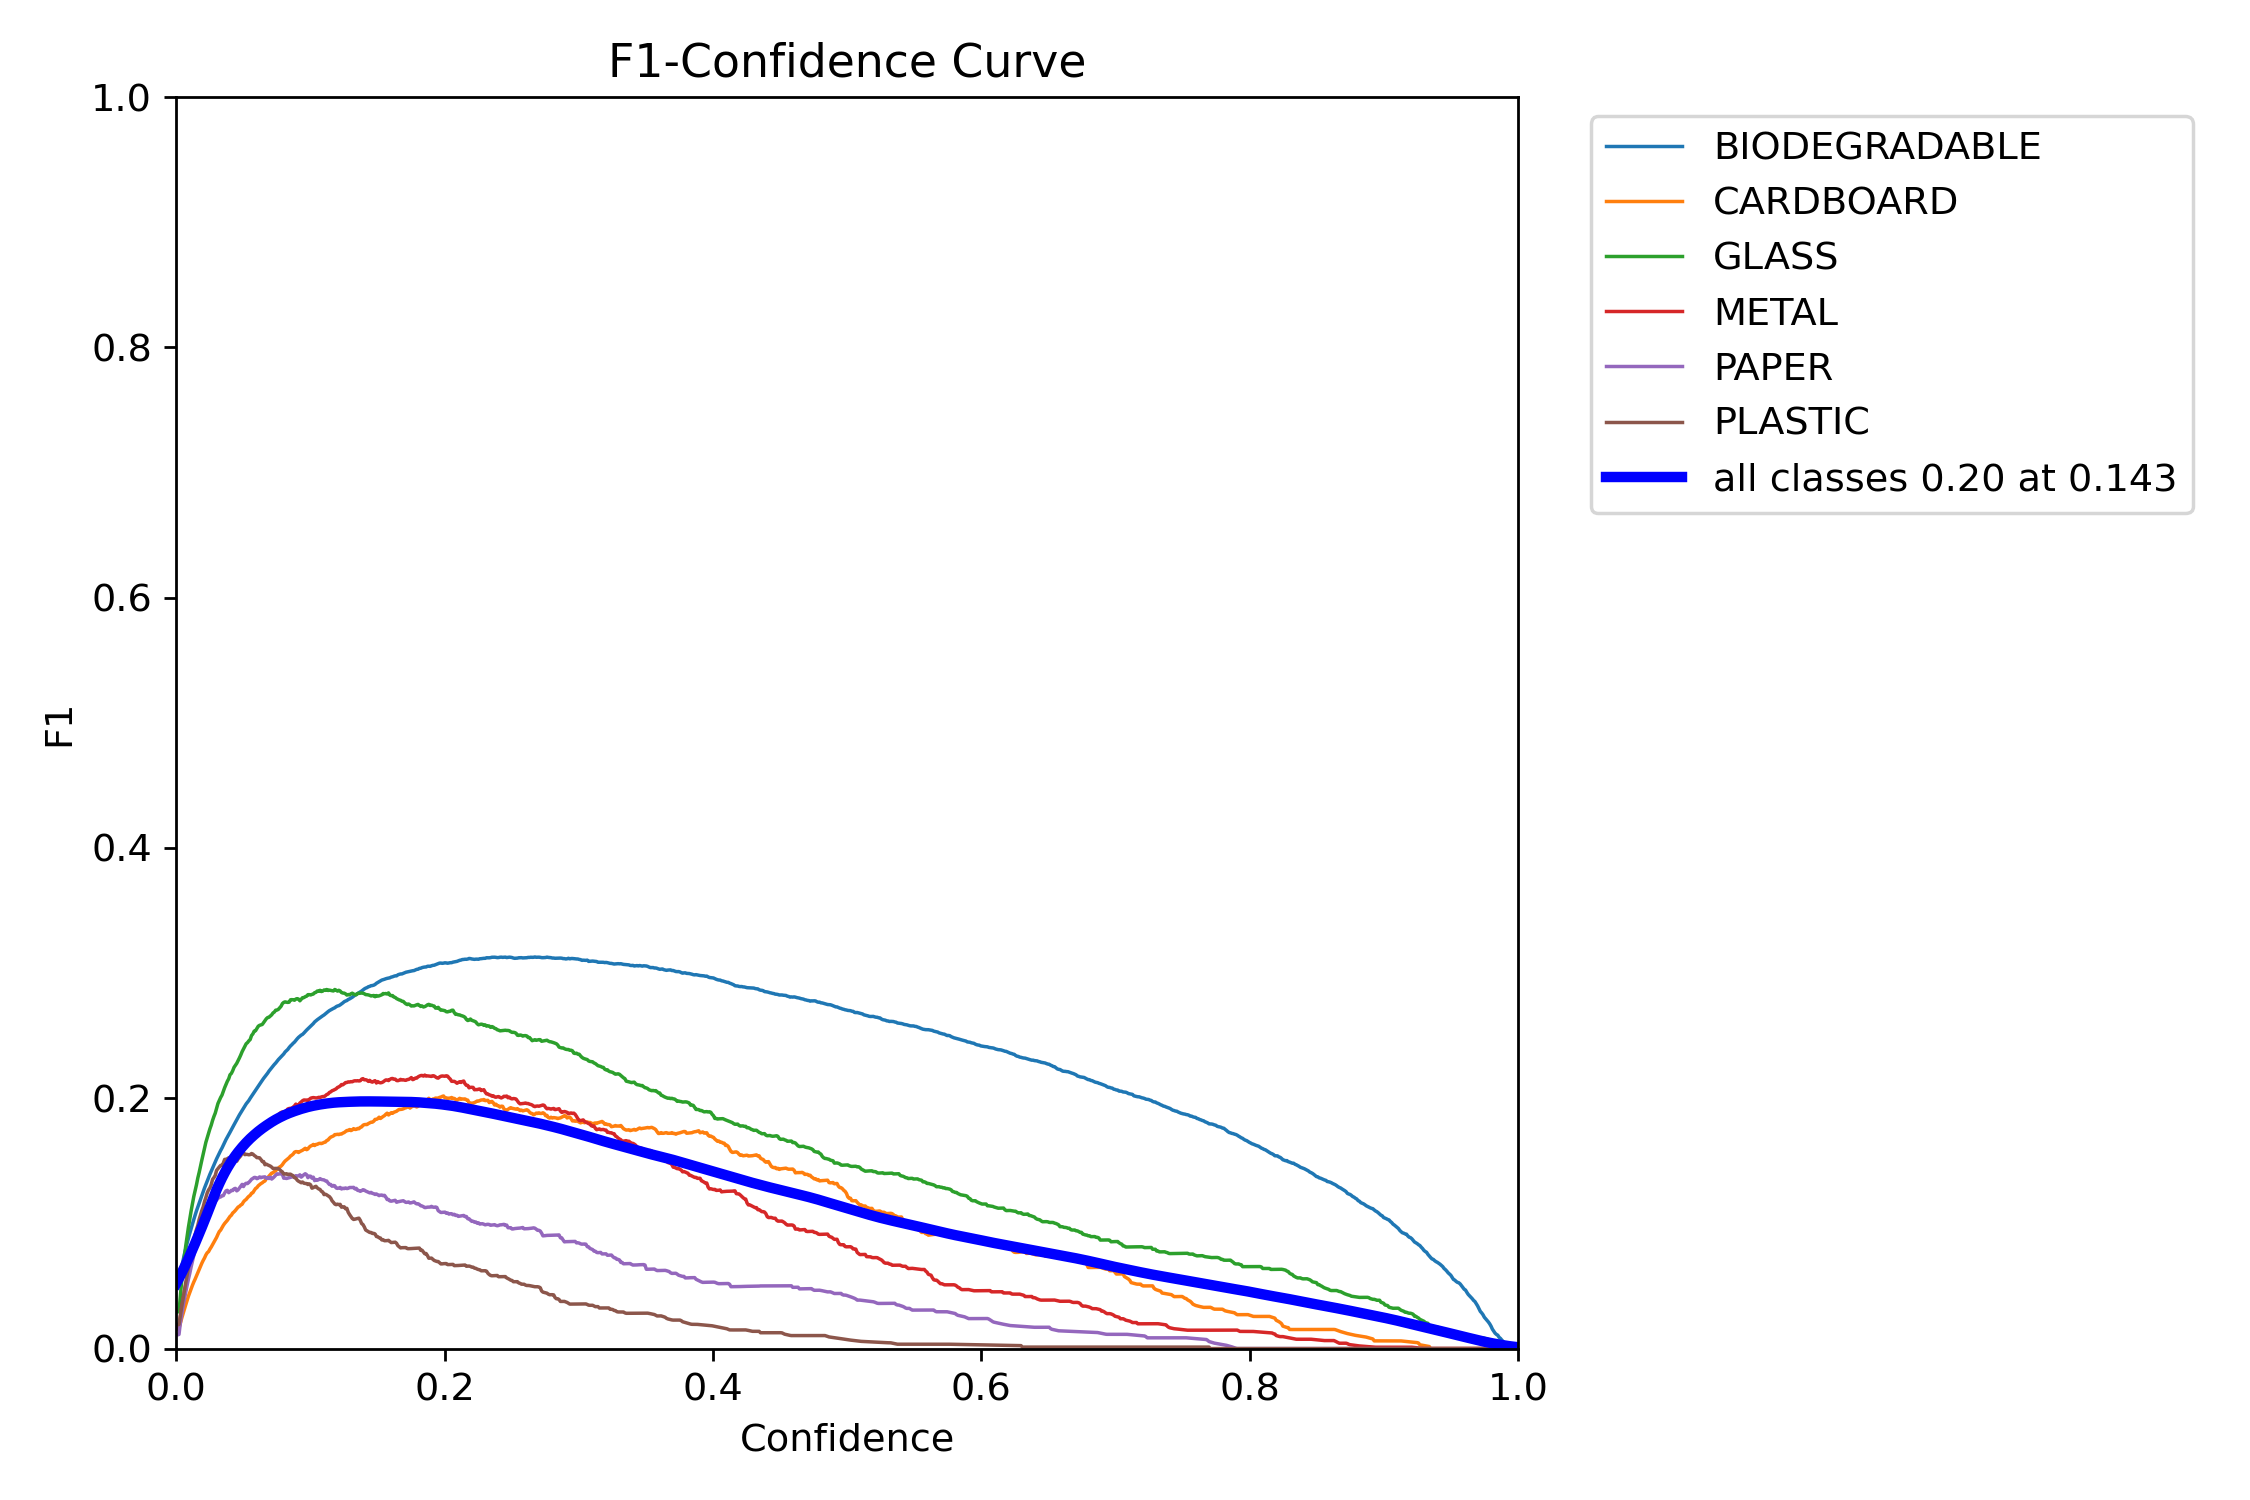 F1-Confidence Curve
1.0
0.8
0.6
0.4
0.2
0.0
F1
0.0 0.2 0.4 0.6 0.8 1.0
Confidence
BIODEGRADABLE
CARDBOARD
GLASS
METAL
PAPER
PLASTIC
all classes 0.20 at 0.143